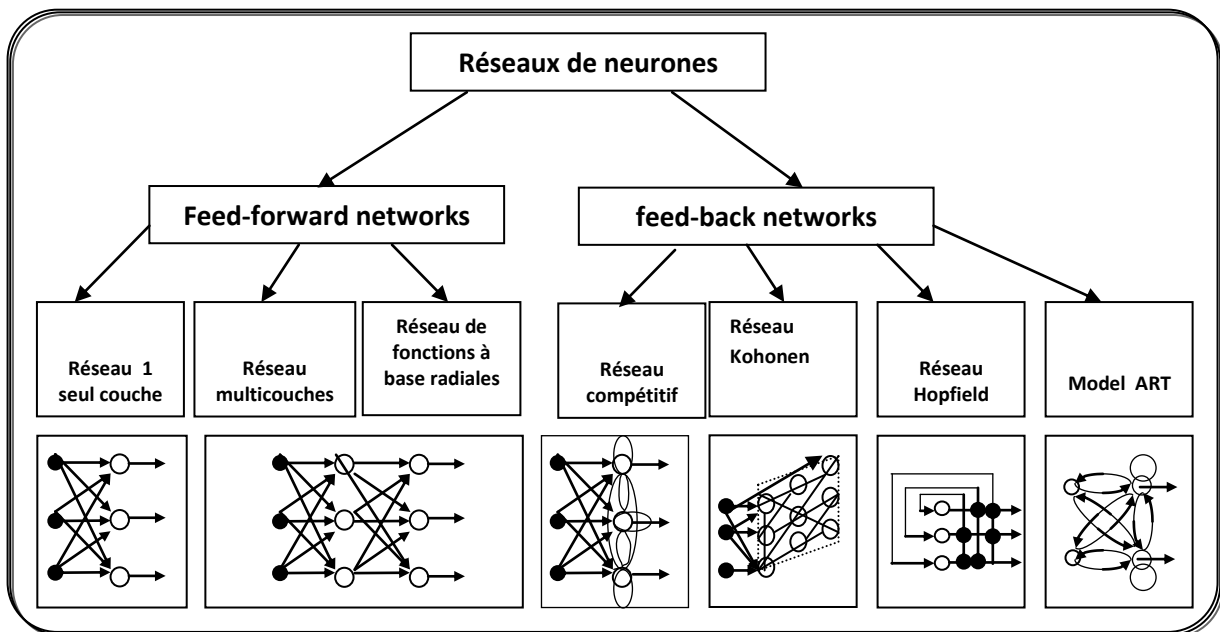 Réseaux de neurones
Feed-forward networks
feed-back networks
Réseau 1
seul couche
Réseau
multicouches
Réseau de
fonctions à
base radiales
Réseau
compétitif
Réseau
Kohonen
Réseau
Hopfield
Model ART